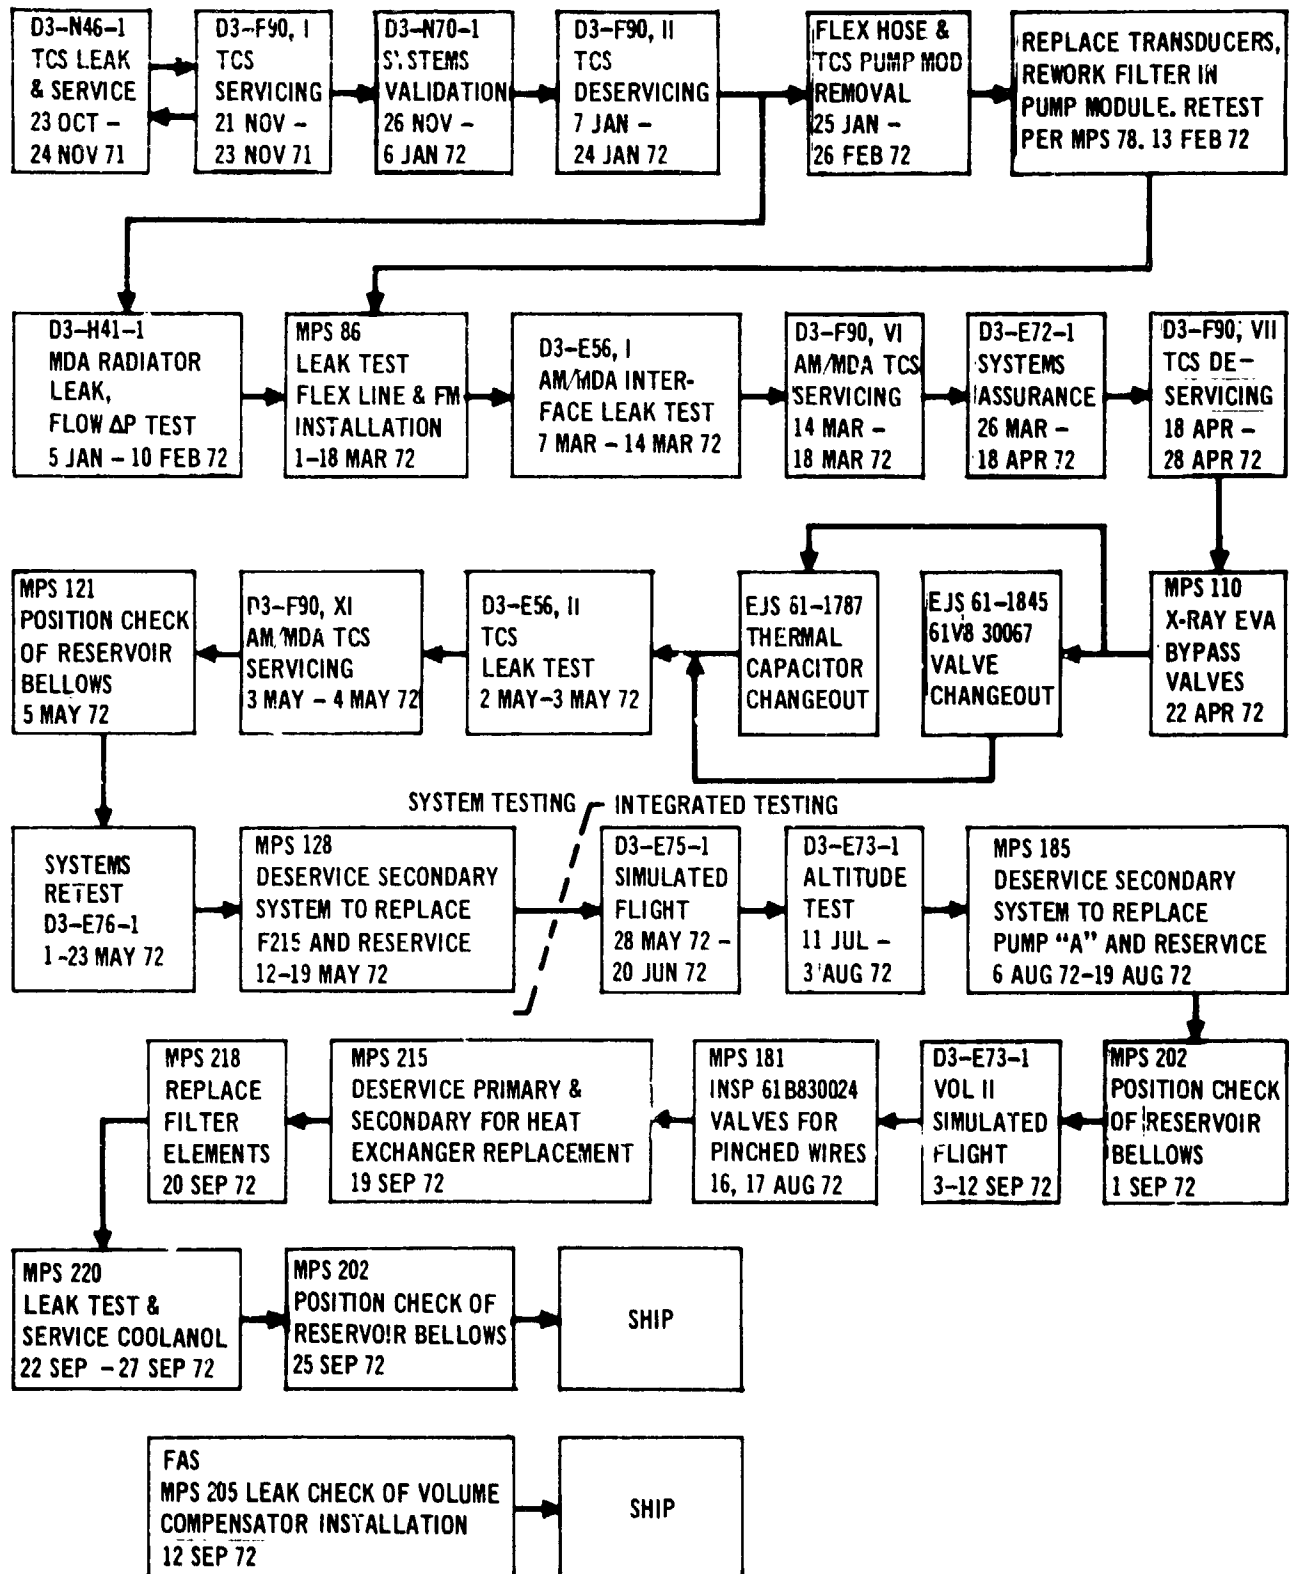 D3-N46-1
TCS LEAK
& SERVICE
23 OCT -
24 NOV 71
D3-F90, I
TCS
SERVICING
21 NOV -
23 NOV 71
D3-N70-1
SYSTEMS
VALIDATION
26 NOV -
6 JAN 72
D3-F90, II
TCS
DESERVICING
7 JAN -
24 JAN 72
FLEX HOSE &
TCS PUMP MOD
REMOVAL
25 JAN -
26 FEB 72
REPLACE TRANSDUCERS,
REWORK FILTER IN
PUMP MODULE. RETEST
PER MPS 78. 13 FEB 72
D3-H41-1
MDA RADIATOR
LEAK,
FLOW ΔP TEST
5 JAN - 10 FEB 72
MPS 86
LEAK TEST
FLEX LINE & FM
INSTALLATION
1-18 MAR 72
D3-E56, I
AM/MDA INTER-
FACE LEAK TEST
7 MAR - 14 MAR 72
D3-F90, VI
AM/MDA TCS
SERVICING
14 MAR -
18 MAR 72
D3-E72-1
SYSTEMS
ASSURANCE
26 MAR -
18 APR 72
D3-F90, VII
TCS DE-
SERVICING
18 APR -
28 APR 72
MPS 121
POSITION CHECK
OF RESERVOIR
BELLOWS
5 MAY 72
D3-F90, XI
AM/MDA TCS
SERVICING
3 MAY - 4 MAY 72
D3-E56, II
TCS
LEAK TEST
2 MAY-3 MAY 72
EJS 61-1787
THERMAL
CAPACITOR
CHANGEOUT
EJS 61-1845
61V8 30067
VALVE
CHANGEOUT
MPS 110
X-RAY EVA
BYPASS
VALVES
22 APR 72
SYSTEM TESTING
INTEGRATED TESTING
SYSTEMS
RETEST
D3-E76-1
1-23 MAY 72
MPS 128
DESERVICE SECONDARY
SYSTEM TO REPLACE
F215 AND RESERVICE
12-19 MAY 72
D3-E75-1
SIMULATED
FLIGHT
28 MAY 72 -
20 JUN 72
D3-E73-1
ALTITUDE
TEST
11 JUL -
3 AUG 72
MPS 185
DESERVICE SECONDARY
SYSTEM TO REPLACE
PUMP "A" AND RESERVICE
6 AUG 72-19 AUG 72
MPS 218
REPLACE
FILTER
ELEMENTS
20 SEP 72
MPS 215
DESERVICE PRIMARY &
SECONDARY FOR HEAT
EXCHANGER REPLACEMENT
19 SEP 72
MPS 181
INSP 61B830024
VALVES FOR
PINCHED WIRES
16, 17 AUG 72
D3-E73-1
VOL II
SIMULATED
FLIGHT
3-12 SEP 72
MPS 202
POSITION CHECK
OF RESERVOIR
BELLOWS
1 SEP 72
MPS 220
LEAK TEST &
SERVICE COOLANOL
22 SEP - 27 SEP 72
MPS 202
POSITION CHECK OF
RESERVOIR BELLOWS
25 SEP 72
SHIP
FAS
MPS 205 LEAK CHECK OF VOLUME
COMPENSATOR INSTALLATION
12 SEP 72
SHIP